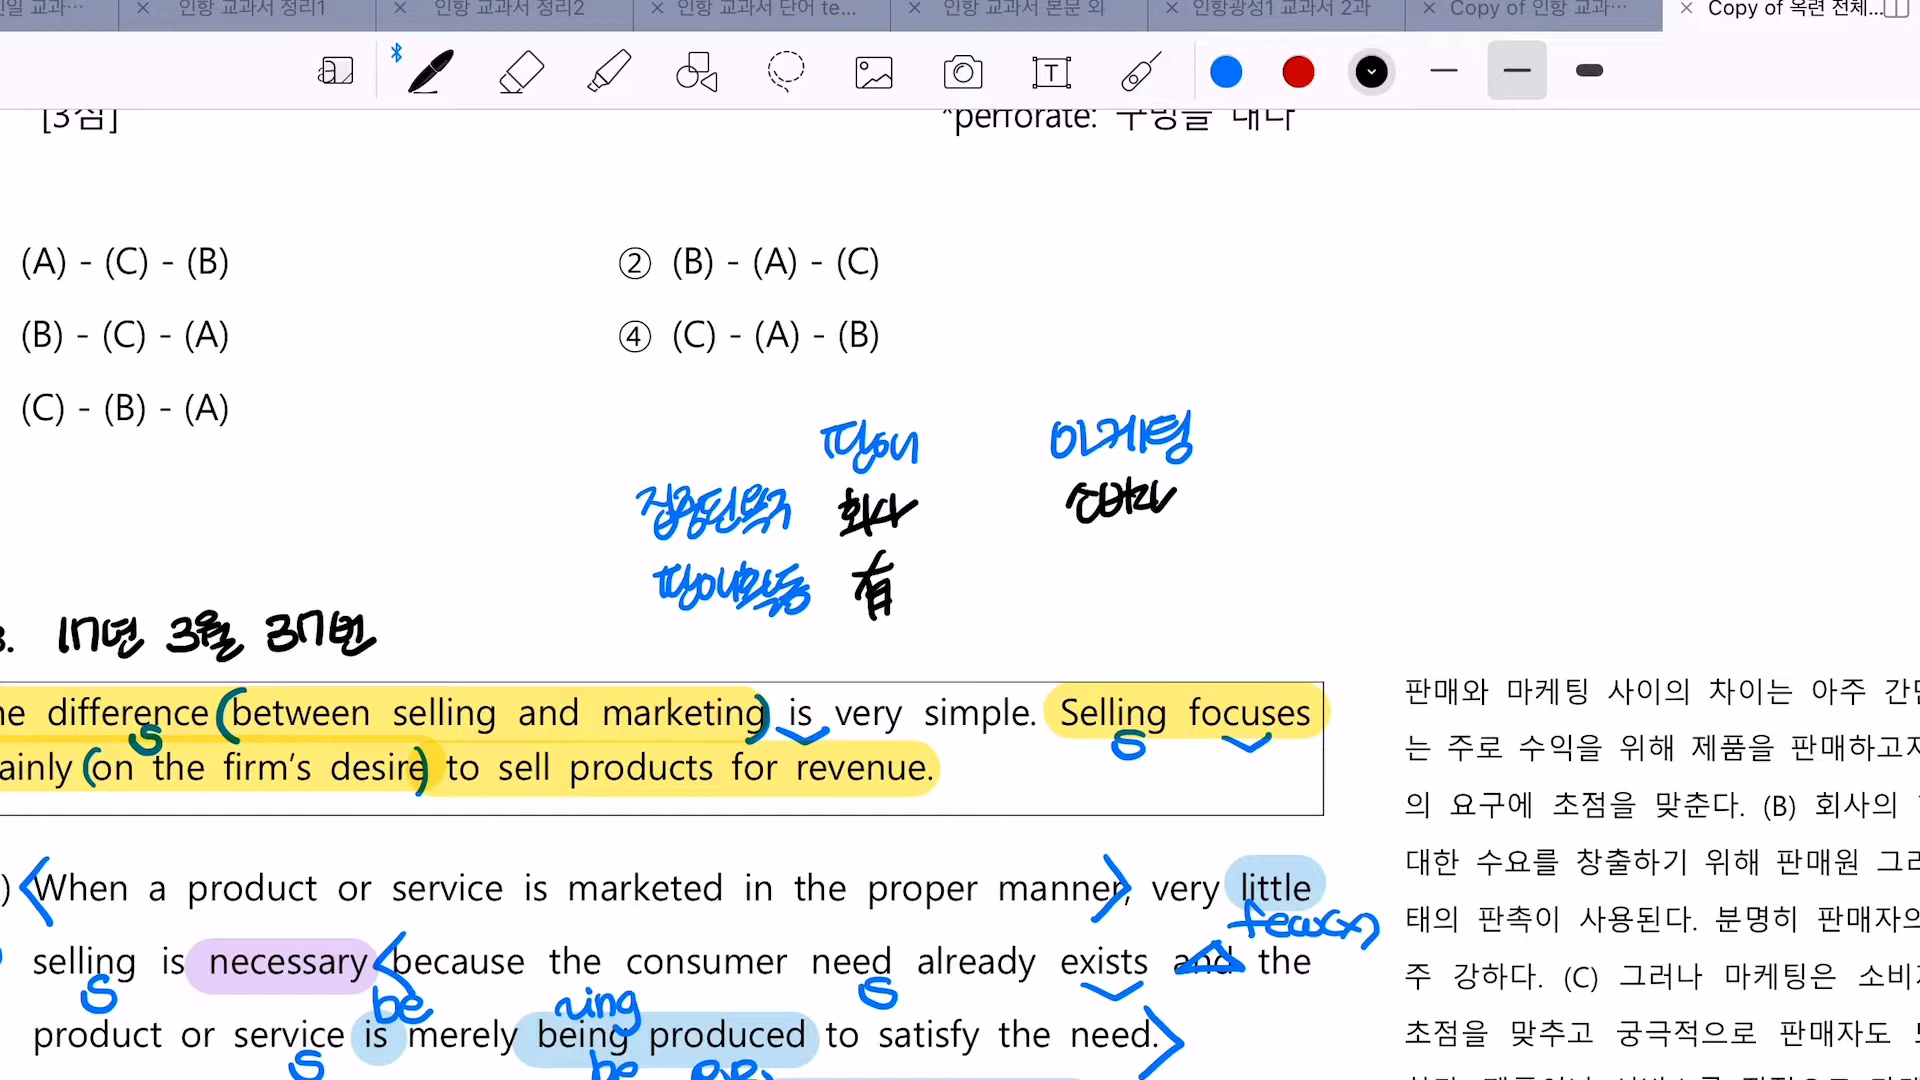 인항 교과서 정리1
인항 교과서 정리2
인항 교과서 단어 te...
인항 교과서 본문 외
인항광성1 교과서 2과
Copy of 인항 교과...
Copy of 옥련 전체...
[3점]
*perforate: 구멍을 내다
(A) - (C) - (B)
② (B) - (A) - (C)
(B) - (C) - (A)
④ (C) - (A) - (B)
(C) - (B) - (A)
판매 마케팅
회사 소비자
판매활동 有
17년 3월 37번
difference (between selling and marketing) is very simple. Selling focuses
S S
(on the firm's desire) to sell products for revenue.
When a product or service is marketed in the proper manner, very little
few(x)
selling is necessary because the consumer need already exists and the
S be ing S
product or service is merely being produced to satisfy the need.
S be p.p.
판매와 마케팅 사이의 차이는 아주
는 주로 수익을 위해 제품을 판매하고자
의 요구에 초점을 맞춘다. (B) 회사의
대한 수요를 창출하기 위해 판매원
태의 판촉이 사용된다. 분명히 판매자의
주 강하다. (C) 그러나 마케팅은
초점을 맞추고 궁극적으로 판매자도